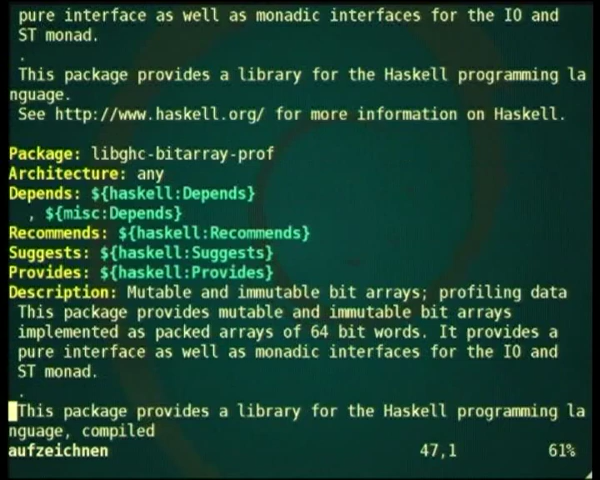 pure interface as well as monadic interfaces for the IO and
ST monad.
.
This package provides a library for the Haskell programming la
nguage.
See http://www.haskell.org/ for more information on Haskell.
Package: libghc-bitarray-prof
Architecture: any
Depends: ${haskell:Depends}
, ${misc:Depends}
Recommends: ${haskell:Recommends}
Suggests: ${haskell:Suggests}
Provides: ${haskell:Provides}
Description: Mutable and immutable bit arrays; profiling data
This package provides mutable and immutable bit arrays
implemented as packed arrays of 64 bit words. It provides a
pure interface as well as monadic interfaces for the IO and
ST monad.
.
This package provides a library for the Haskell programming la
nguage, compiled
aufzeichnen 47,1 61%